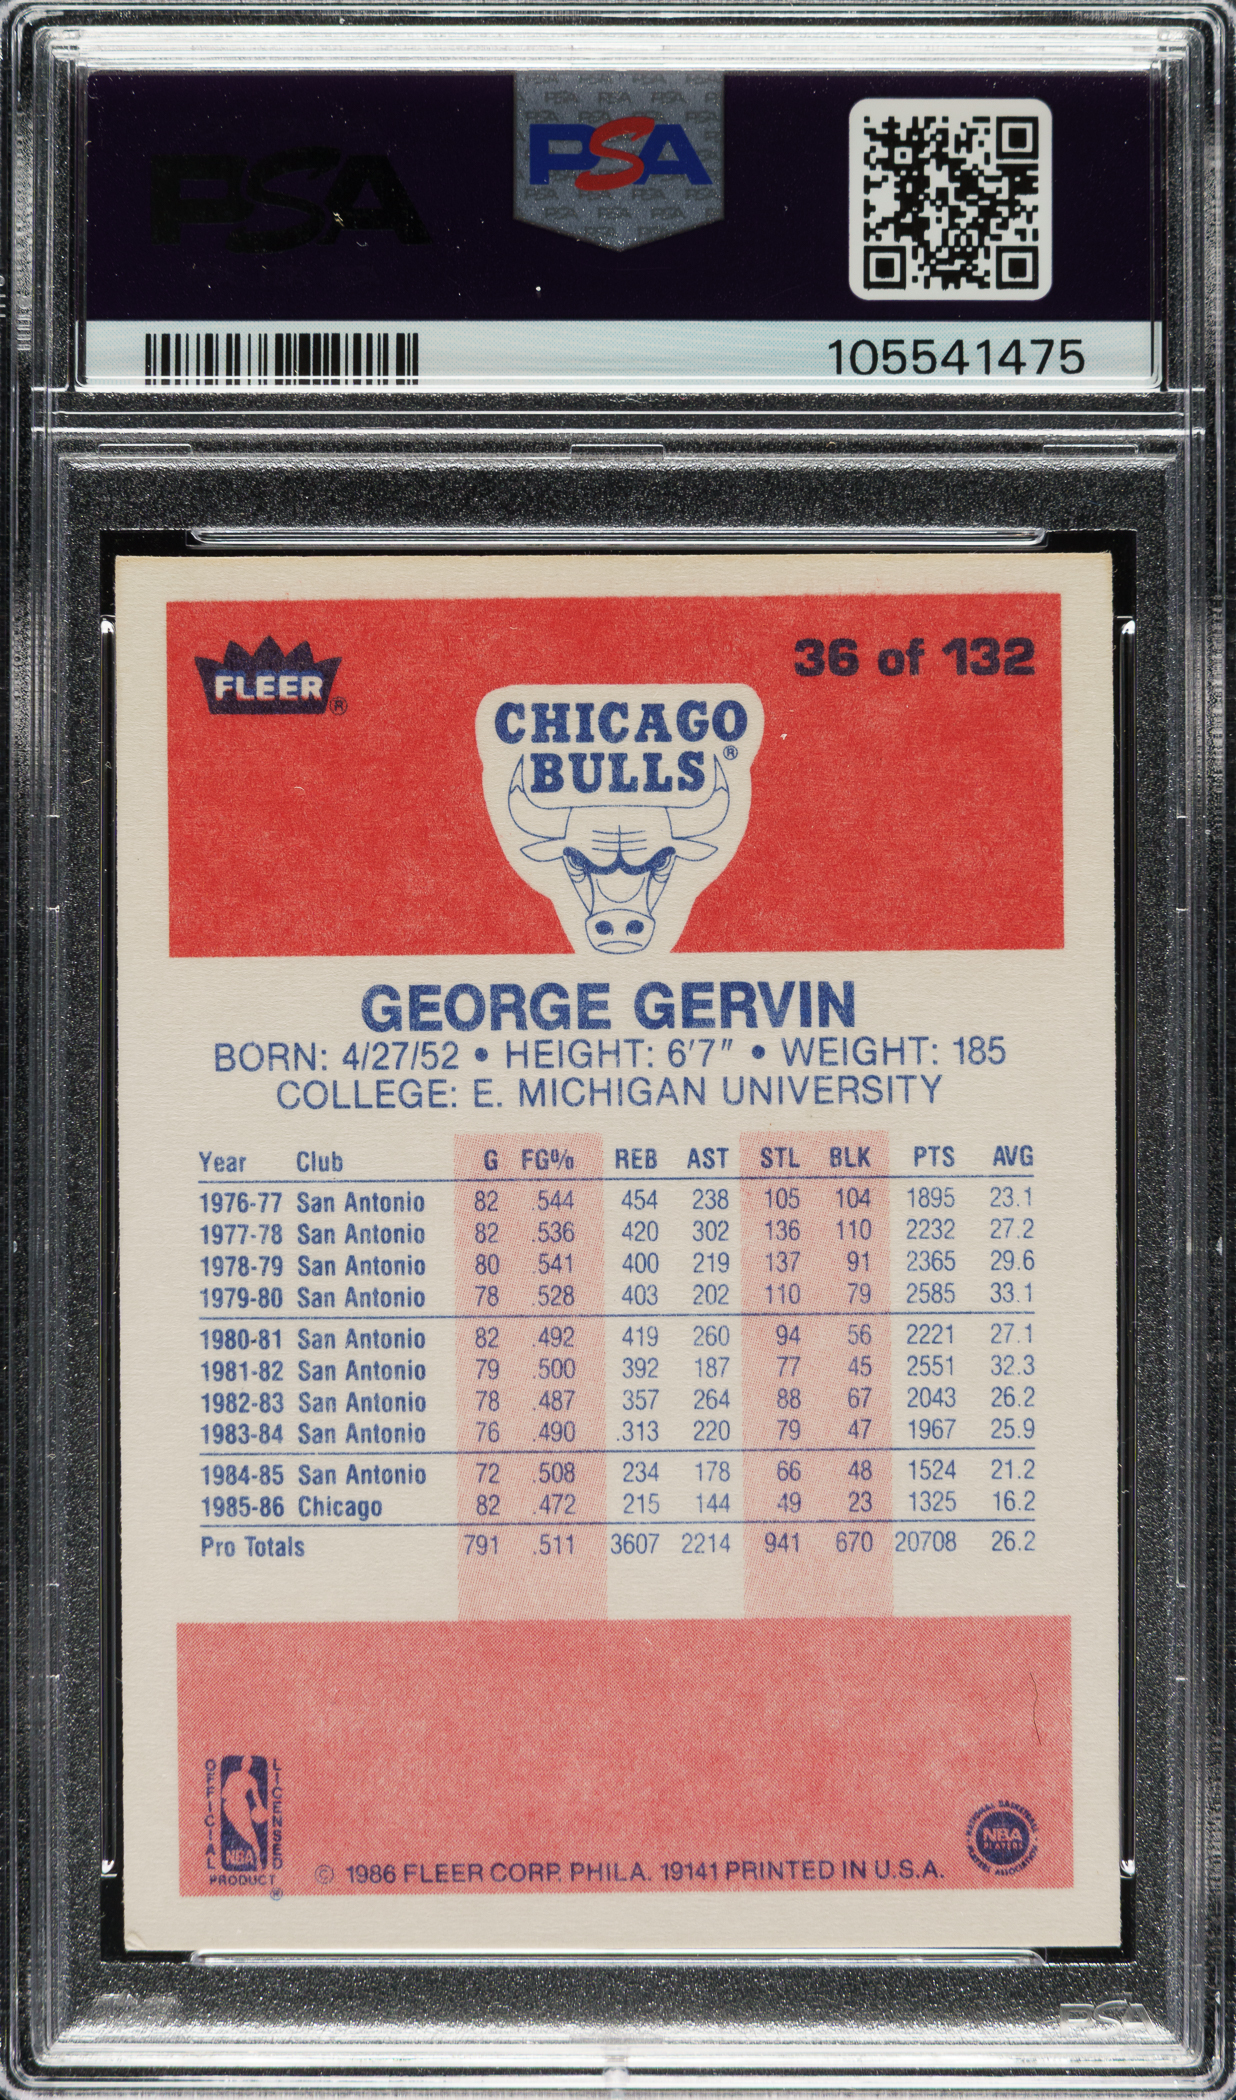 PSA
PSA
105541475
FLEER®
36 of 132
CHICAGO
BULLS®
GEORGE GERVIN
BORN: 4/27/52 • HEIGHT: 6'7" • WEIGHT: 185
COLLEGE: E. MICHIGAN UNIVERSITY
Year Club G FG% REB AST STL BLK PTS AVG
1976-77 San Antonio 82 .544 454 238 105 104 1895 23.1
1977-78 San Antonio 82 .536 420 302 136 110 2232 27.2
1978-79 San Antonio 80 .541 400 219 137 91 2365 29.6
1979-80 San Antonio 78 .528 403 202 110 79 2585 33.1
1980-81 San Antonio 82 .492 419 260 94 56 2221 27.1
1981-82 San Antonio 79 .500 392 187 77 45 2551 32.3
1982-83 San Antonio 78 .487 357 264 88 67 2043 26.2
1983-84 San Antonio 76 .490 .313 220 79 47 1967 25.9
1984-85 San Antonio 72 .508 234 178 66 48 1524 21.2
1985-86 Chicago 82 .472 215 144 49 23 1325 16.2
Pro Totals 791 .511 3607 2214 941 670 20708 26.2
OFFICIAL
LICENSED
NBA
PRODUCT
®
© 1986 FLEER CORP. PHILA. 19141 PRINTED IN U.S.A.
NATIONAL BASKETBALL
NBA
PLAYERS
PLAYERS ASSOCIATION
PSA